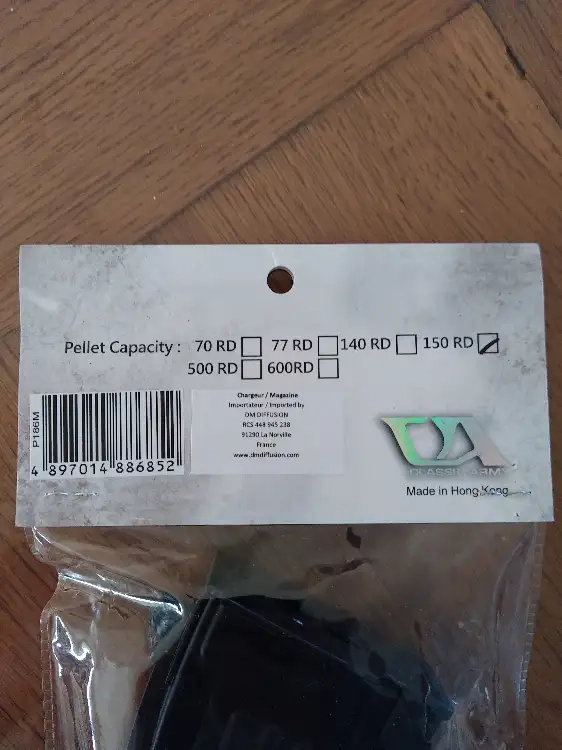 Pellet Capacity : 70 RD 77 RD 140 RD 150 RD
500 RD 600RD
P186M
4 897014 886852
Chargeur / Magazine
Importateur / Imported by
DM DIFFUSION
RCS 448 945 238
91290 La Norville
France
www.dmdiffusion.com
CA
CLASSIC ARMY
Made in Hong Kong